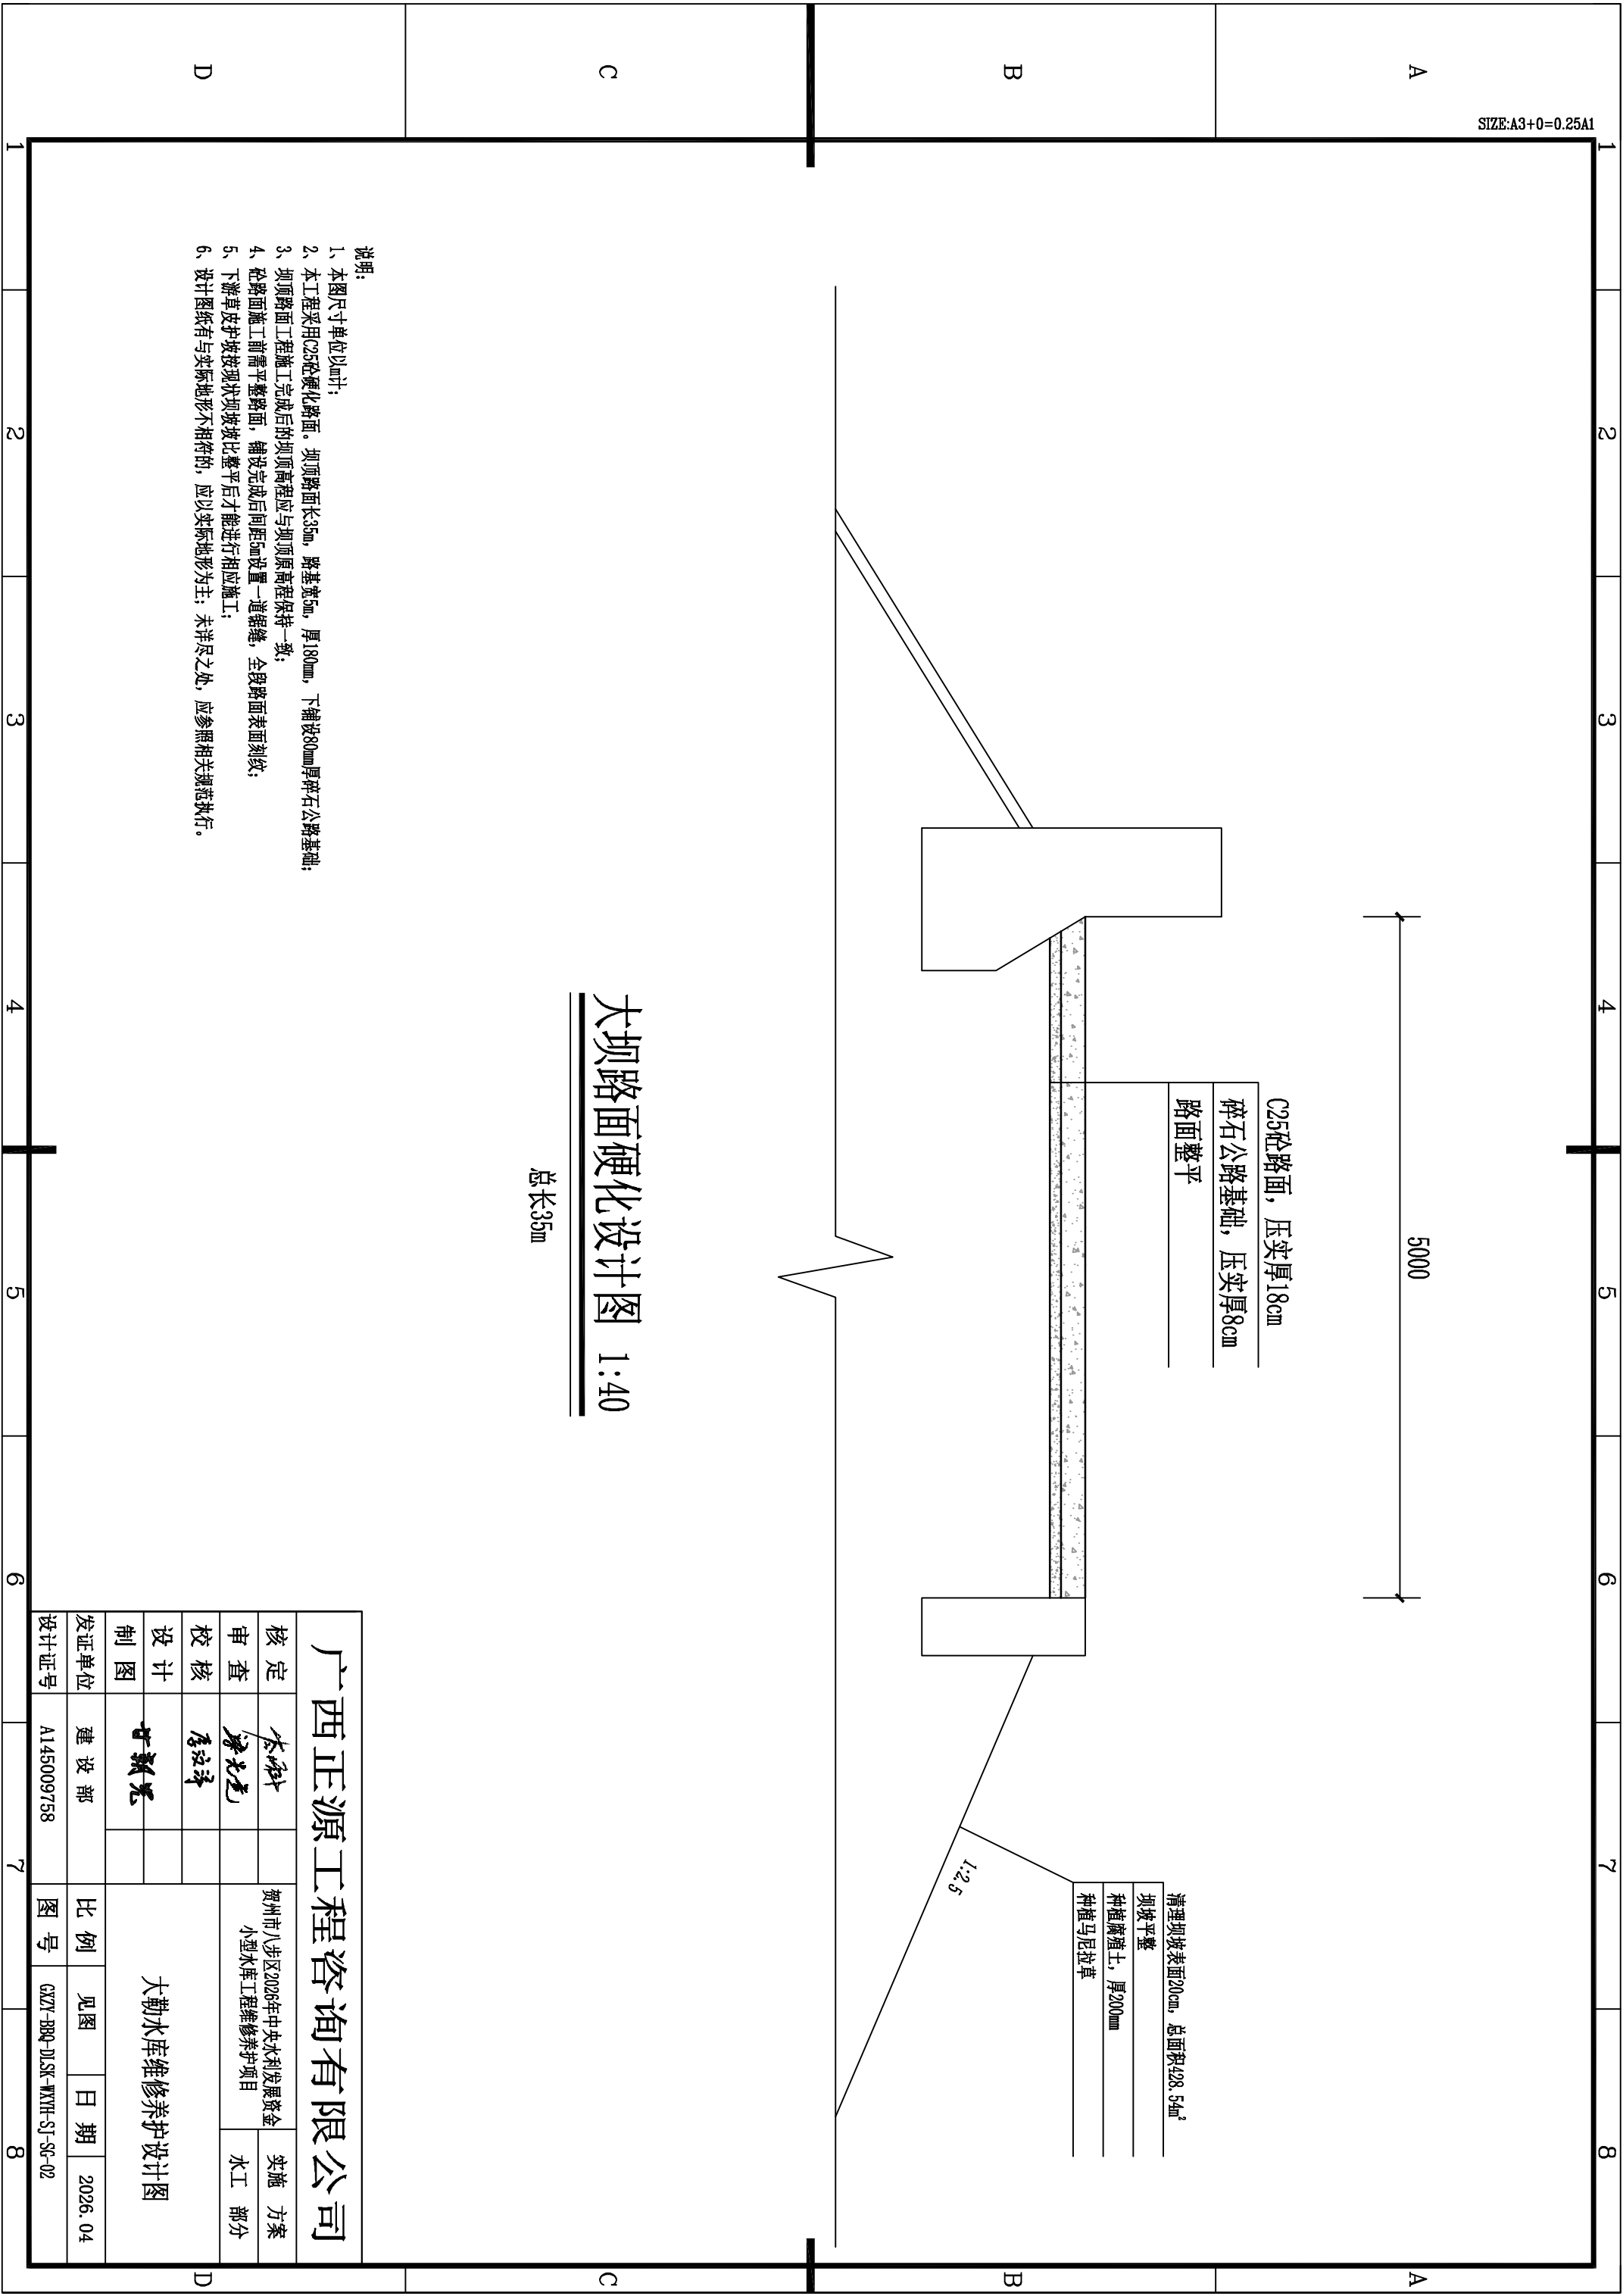 SIZE:A3+0=0.25A1
1 2 3 4 5 6 7 8
A
B
C
D
5000
C25砼路面，压实厚18cm
碎石公路基础，压实厚8cm
路面整平
清理坝坡表面20cm，总面积428.54m²
坝坡平整
种植腐殖土，厚200mm
种植马尼拉草
1:2.5
大坝路面硬化设计图 1:40
总长35m
说明：
1、本图尺寸单位以m计；
2、本工程采用C25砼硬化路面。坝顶路面长35m，路基宽5m，厚180mm，下铺设80mm厚碎石公路基础；
3、坝顶路面工程施工完成后的坝顶高程应与坝顶原高程保持一致；
4、砼路面施工前需平整路面，铺设完成后间距5m设置一道锯缝，全段路面表面刻纹；
5、下游草皮护坡按现状坝坡坡比整平后才能进行相应施工；
6、设计图纸有与实际地形不相符的，应以实际地形为主；未详尽之处，应参照相关规范执行。
广西正源工程咨询有限公司
核 定
审 查
校 核
设 计
制 图
贺州市八步区2026年中央水利发展资金
小型水库工程维修养护项目
实施 方案
水工 部分
大勒水库维修养护设计图
发证单位 建 设 部 比 例 见图 日 期 2026.04
设计证号 A145009758 图 号 GXZY-BBQ-DLSK-WXYH-SJ-SG-02
A
B
C
D
1 2 3 4 5 6 7 8